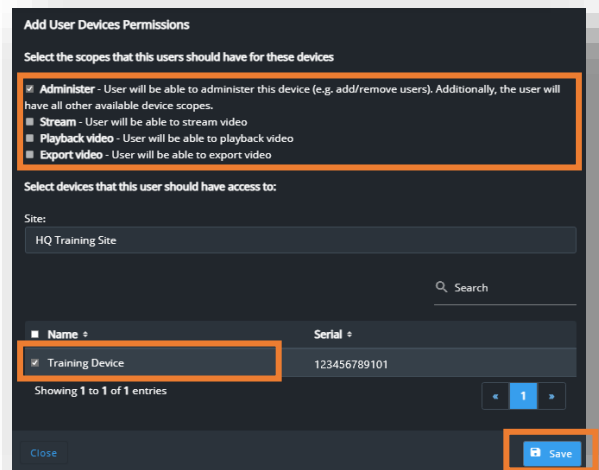 Add User Devices Permissions
Select the scopes that this users should have for these devices
Administer - User will be able to administer this device (e.g. add/remove users). Additionally, the user will
have all other available device scopes.
Stream - User will be able to stream video
Playback video - User will be able to playback video
Export video - User will be able to export video
Select devices that this user should have access to:
Site:
HQ Training Site
Search
Name Serial
Training Device 123456789101
Showing 1 to 1 of 1 entries
« 1 »
Close Save